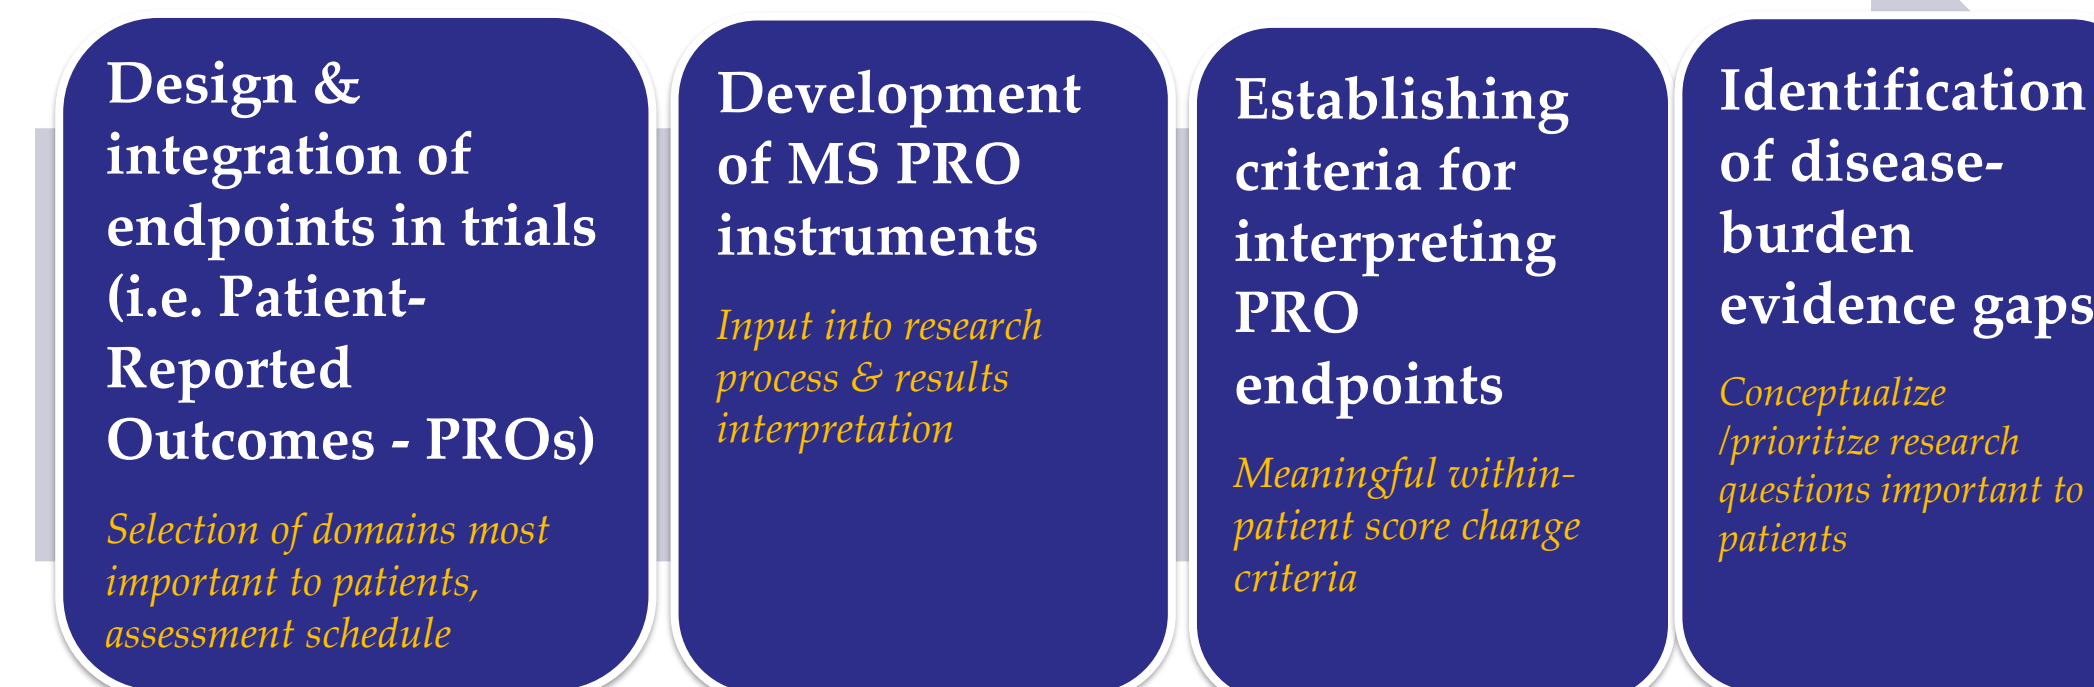 Design &
integration of
endpoints in trials
(i.e. Patient-
Reported
Outcomes - PROs)
Selection of domains most
important to patients,
assessment schedule
Development
of MS PRO
instruments
Input into research
process & results
interpretation
Establishing
criteria for
interpreting
PRO
endpoints
Meaningful within-
patient score change
criteria
Identification
of disease-
burden
evidence gaps
Conceptualize
/prioritize research
questions important to
patients